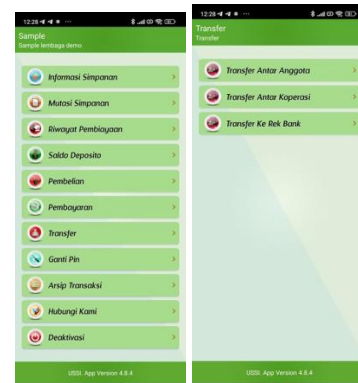 12:28
Sample
Sample lembaga demo
Informasi Simpanan
Mutasi Simpanan
Riwayat Pembiayaan
Saldo Deposito
Pembelian
Pembayaran
Transfer
Ganti Pin
Arsip Transaksi
Hubungi Kami
Deaktivasi
USSI. App Version 4.8.4
12:28
Transfer
Transfer
Transfer Antar Anggota
Transfer Antar Koperasi
Transfer Ke Rek Bank
USSI. App Version 4.8.4